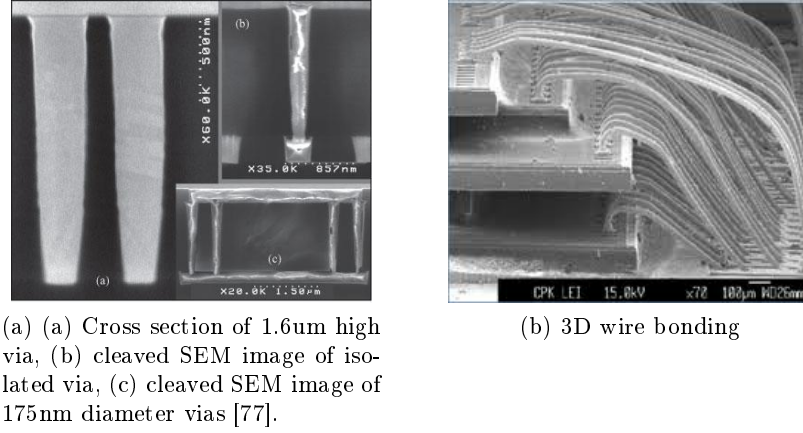 (b)
X60.0K 500nm
X35.0K 857nm
(c)
(a)
X20.0K 1.50µm
CPK LEI 15.0kV x70 100µm WD26mm
(a) (a) Cross section of 1.6um high
via, (b) cleaved SEM image of iso-
lated via, (c) cleaved SEM image of
175nm diameter vias [77].
(b) 3D wire bonding